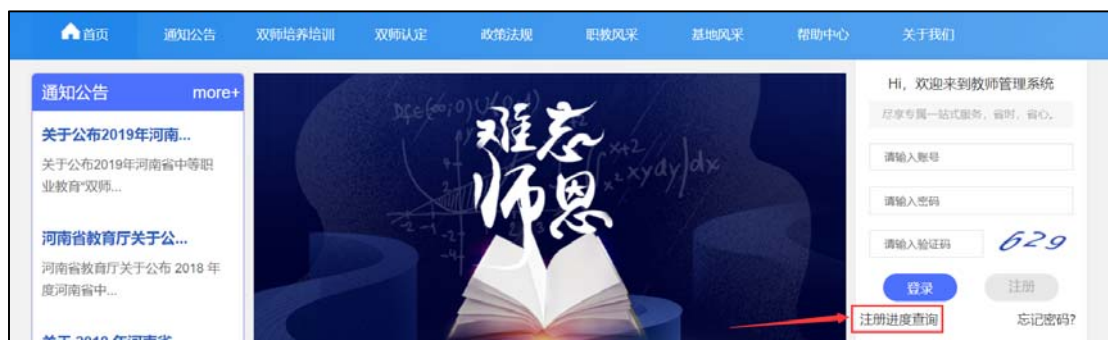 首页 通知公告 双师培养培训 双师认定 政策法规 职教风采 基地风采 帮助中心 关于我们
通知公告 more+
关于公布2019年河南...
关于公布2019年河南省中等职
业教育“双师...
河南省教育厅关于公...
河南省教育厅关于公布 2018 年
度河南省中...
难忘
师恩
Hi，欢迎来到教师管理系统
尽享专属一站式服务，省时，省心。
请输入账号
请输入密码
请输入验证码 629
登录 注册
注册进度查询 忘记密码?